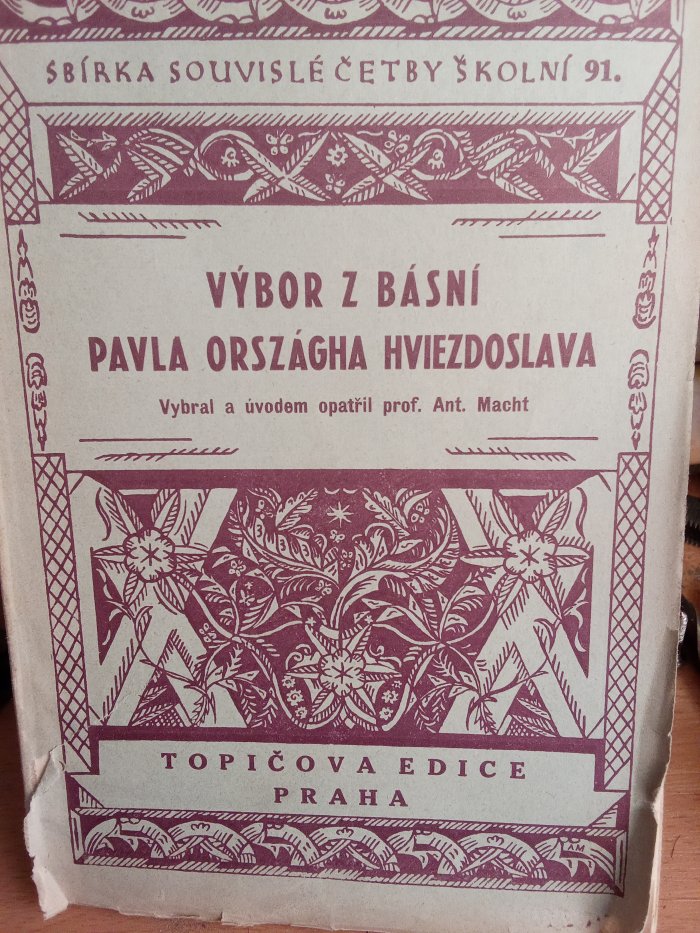 SBÍRKA SOUVISLÉ ČETBY ŠKOLNÍ 91.
VÝBOR Z BÁSNÍ
PAVLA ORSZÁGHA HVIEZDOSLAVA
Vybral a úvodem opatřil prof. Ant. Macht
TOPIČOVA EDICE
PRAHA
AM